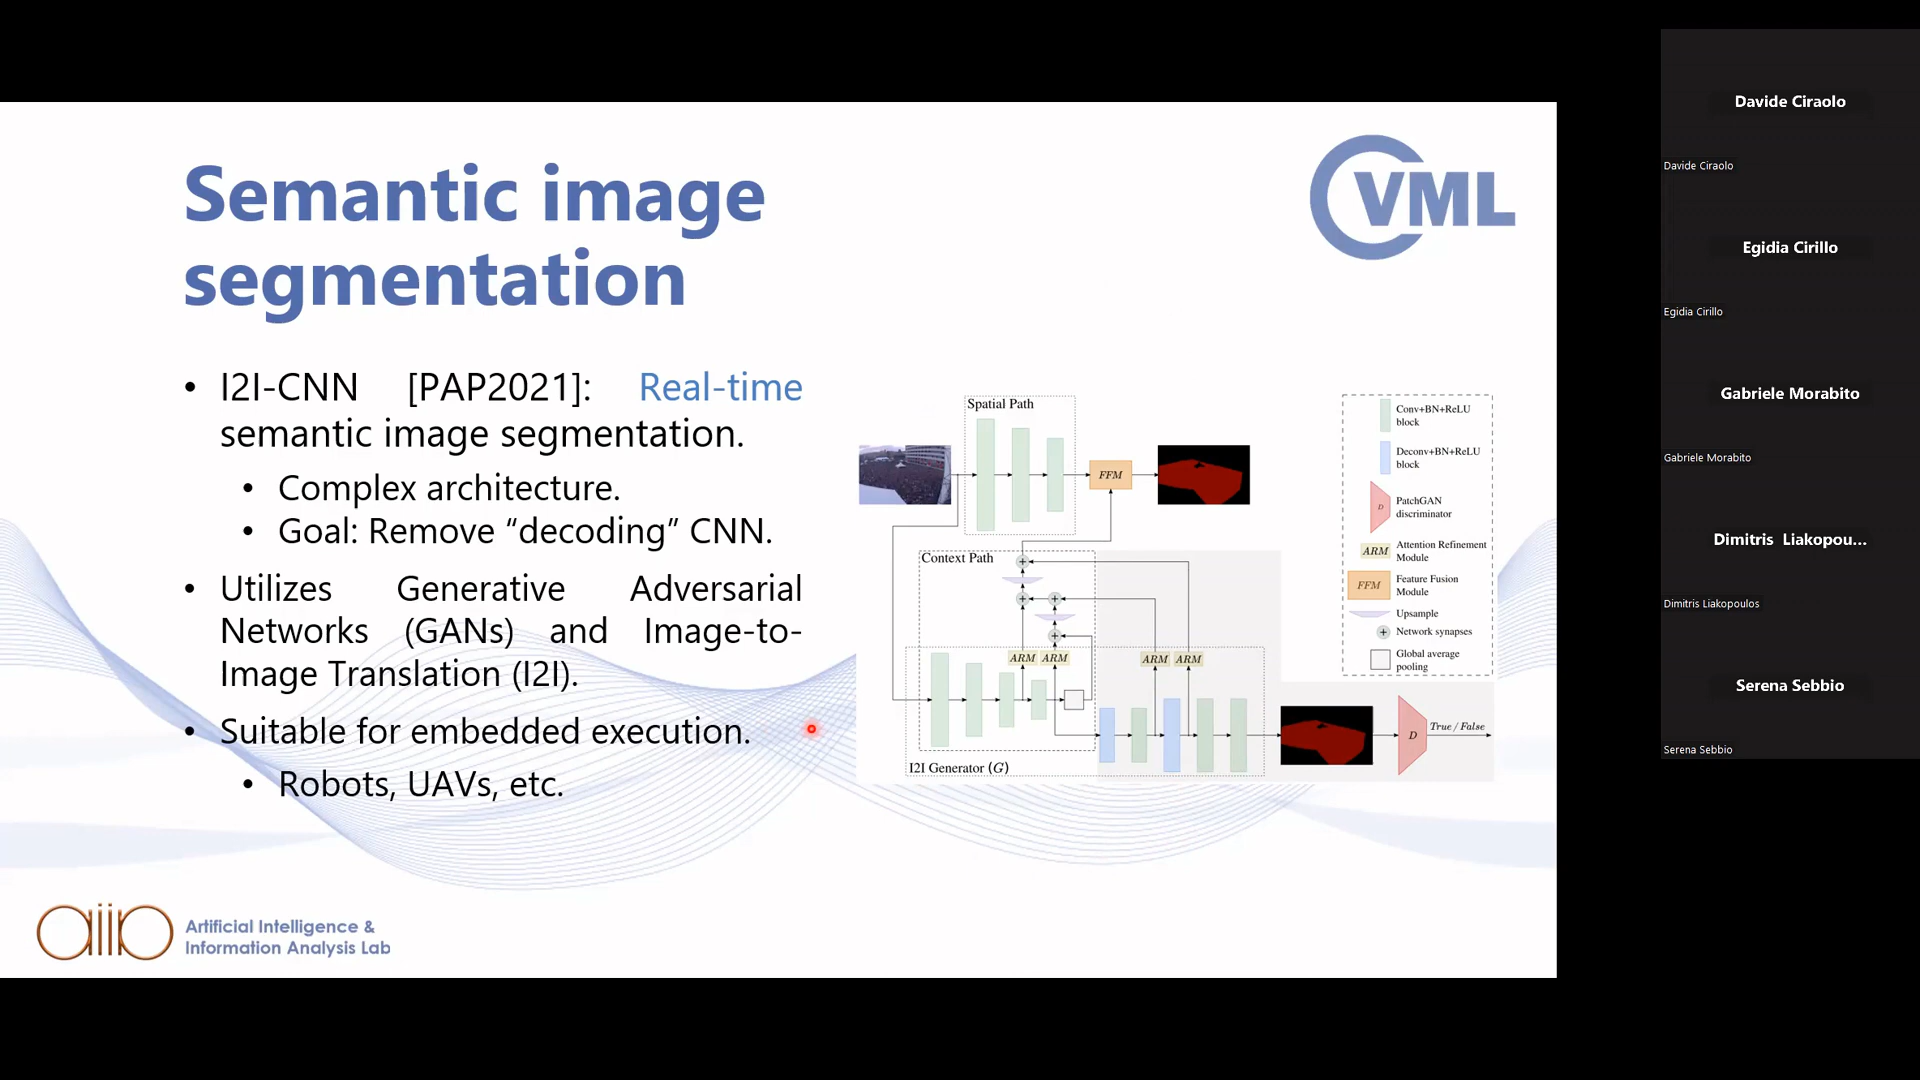 Semantic image
segmentation
VML
• I2I-CNN [PAP2021]: Real-time
semantic image segmentation.
• Complex architecture.
• Goal: Remove “decoding” CNN.
• Utilizes Generative Adversarial
Networks (GANs) and Image-to-
Image Translation (I2I).
• Suitable for embedded execution.
• Robots, UAVs, etc.
Spatial Path
FFM
Context Path
ARM ARM
ARM ARM
I2I Generator (G)
D
True / False
Conv+BN+ReLU
block
Deconv+BN+ReLU
block
D
PatchGAN
discriminator
ARM
Attention Refinement
Module
FFM
Feature Fusion
Module
Upsample
Network synapses
Global average
pooling
aiia
Artificial Intelligence &
Information Analysis Lab
Davide Ciraolo
Davide Ciraolo
Egidia Cirillo
Egidia Cirillo
Gabriele Morabito
Gabriele Morabito
Dimitris Liakopou...
Dimitris Liakopoulos
Serena Sebbio
Serena Sebbio